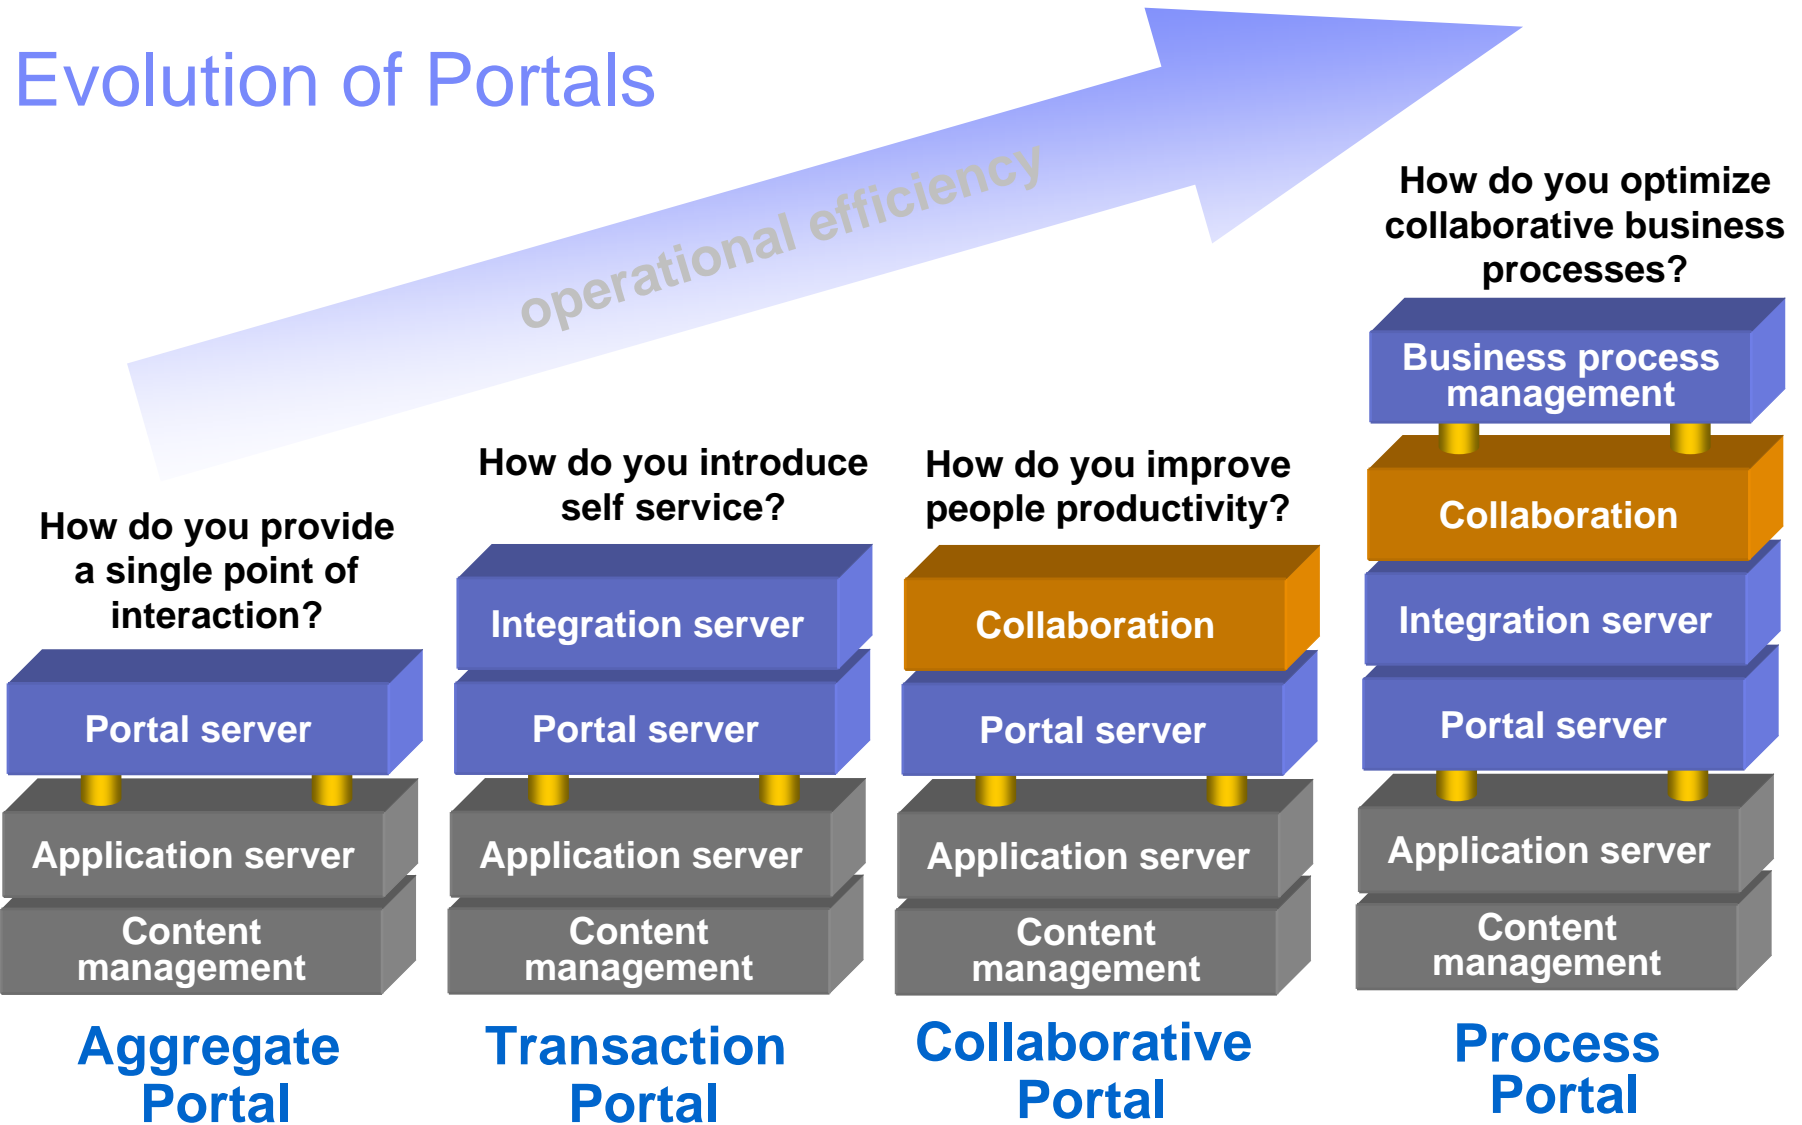 Evolution of Portals
operational efficiency
How do you provide
a single point of
interaction?
Portal server
Application server
Content
management
Aggregate
Portal
How do you introduce
self service?
Integration server
Portal server
Application server
Content
management
Transaction
Portal
How do you improve
people productivity?
Collaboration
Portal server
Application server
Content
management
Collaborative
Portal
How do you optimize
collaborative business
processes?
Business process
management
Collaboration
Integration server
Portal server
Application server
Content
management
Process
Portal